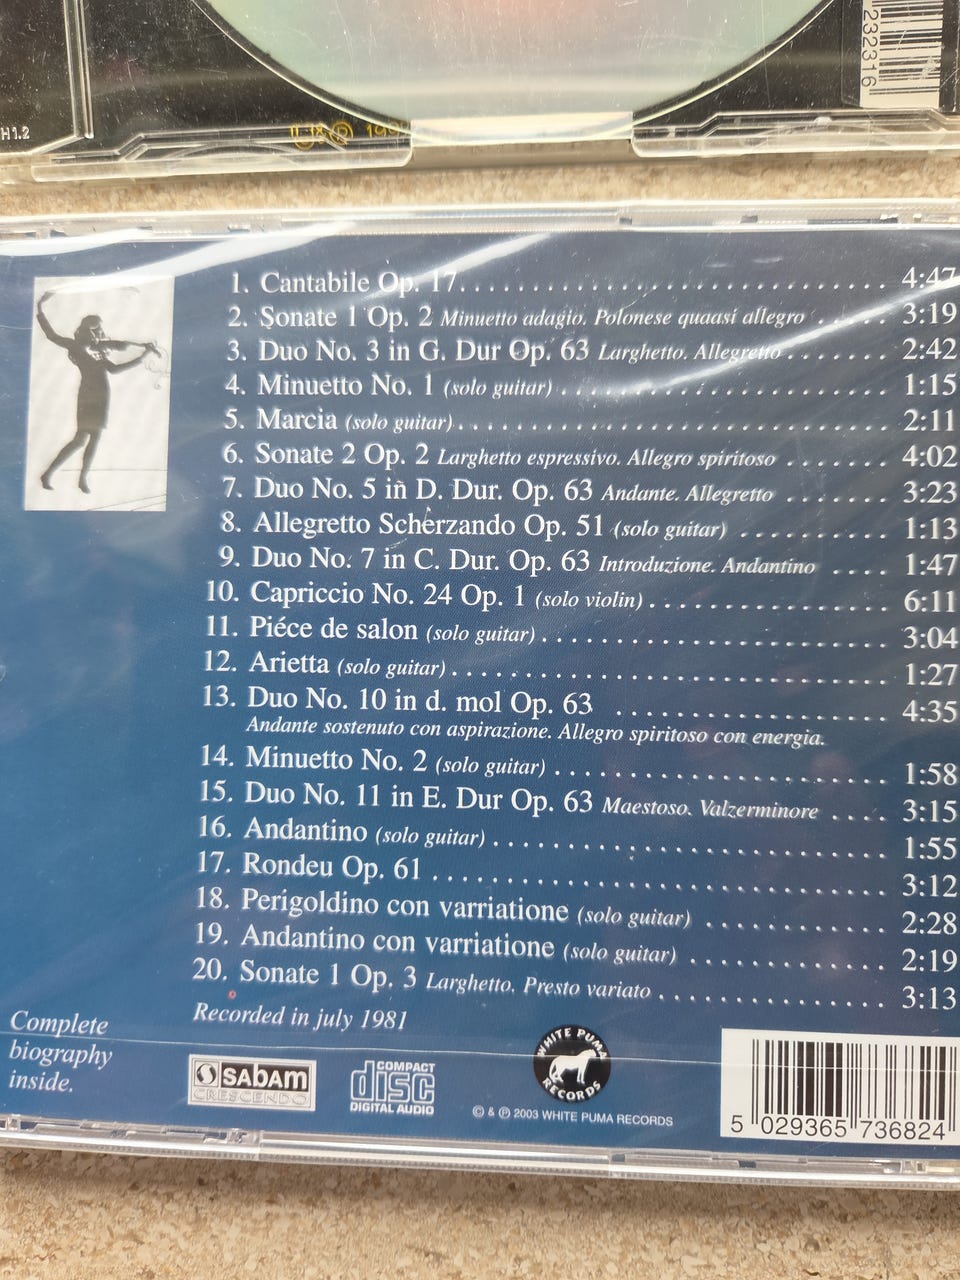 H1.2
232316
1. Cantabile Op. 17 4:47
2. Sonate 1 Op. 2 Minuetto adagio. Polonese quaasi allegro 3:19
3. Duo No. 3 in G. Dur Op. 63 Larghetto. Allegretto 2:42
4. Minuetto No. 1 (solo guitar) 1:15
5. Marcia (solo guitar) 2:11
6. Sonate 2 Op. 2 Larghetto espressivo. Allegro spiritoso 4:02
7. Duo No. 5 in D. Dur. Op. 63 Andante. Allegretto 3:23
8. Allegretto Scherzando Op. 51 (solo guitar) 1:13
9. Duo No. 7 in C. Dur. Op. 63 Introduzione. Andantino 1:47
10. Capriccio No. 24 Op. 1 (solo violin) 6:11
11. Piéce de salon (solo guitar) 3:04
12. Arietta (solo guitar) 1:27
13. Duo No. 10 in d. mol Op. 63 4:35
Andante sostenuto con aspirazione. Allegro spiritoso con energia.
14. Minuetto No. 2 (solo guitar) 1:58
15. Duo No. 11 in E. Dur Op. 63 Maestoso. Valzerminore 3:15
16. Andantino (solo guitar) 1:55
17. Rondeu Op. 61 3:12
18. Perigoldino con varriatione (solo guitar) 2:28
19. Andantino con varriatione (solo guitar) 2:19
20. Sonate 1 Op. 3 Larghetto. Presto variato 3:13
Recorded in july 1981
Complete
biography
inside.
SABAM
CRESCENDO
COMPACT
disc
DIGITAL AUDIO
WHITE PUMA
RECORDS
© & ℗ 2003 WHITE PUMA RECORDS
5 029365 736824